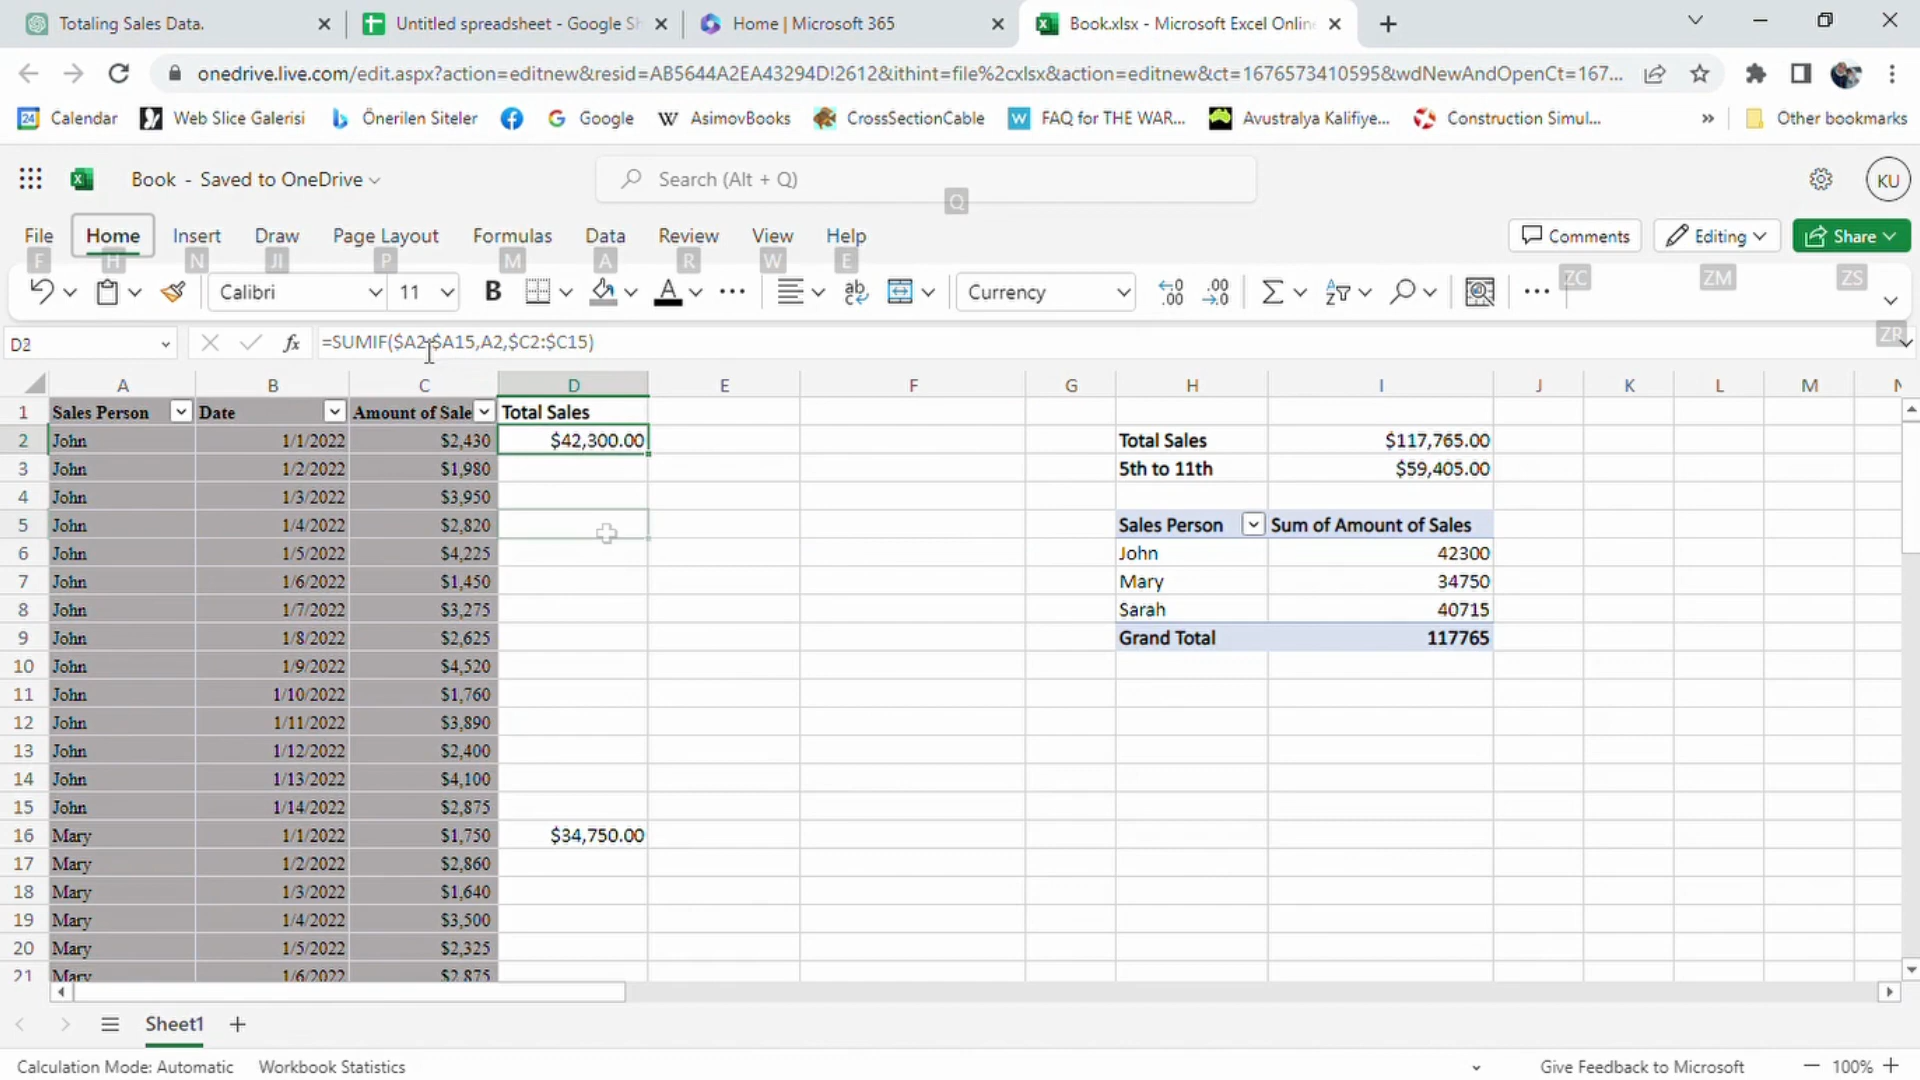 Totaling Sales Data.
Untitled spreadsheet - Google Sh
Home | Microsoft 365
Book.xlsx - Microsoft Excel Onlin
onedrive.live.com/edit.aspx?action=editnew&resid=AB5644A2EA43294D!2612&ithint=file%2cxlsx&action=editnew&ct=1676573410595&wdNewAndOpenCt=167...
Calendar Web Slice Galerisi Önerilen Siteler Google AsimovBooks CrossSectionCable FAQ for THE WAR... Avustralya Kalifiye... Construction Simul... » Other bookmarks
Book - Saved to OneDrive
Search (Alt + Q)
Q
KU
File Home Insert Draw Page Layout Formulas Data Review View Help
Comments Editing Share
F H N JI P M A R W E ZC ZM ZS
Calibri 11 B A Currency
ZR
D2 fx =SUMIF($A2:$A15,A2,$C2:$C15)
A B C D E F G H I J K L M N
1 Sales Person Date Amount of Sale Total Sales
2 John 1/1/2022 $2,430 $42,300.00 Total Sales $117,765.00
3 John 1/2/2022 $1,980 5th to 11th $59,405.00
4 John 1/3/2022 $3,950
5 John 1/4/2022 $2,820 Sales Person Sum of Amount of Sales
6 John 1/5/2022 $4,225 John 42300
7 John 1/6/2022 $1,450 Mary 34750
8 John 1/7/2022 $3,275 Sarah 40715
9 John 1/8/2022 $2,625 Grand Total 117765
10 John 1/9/2022 $4,520
11 John 1/10/2022 $1,760
12 John 1/11/2022 $3,890
13 John 1/12/2022 $2,400
14 John 1/13/2022 $4,100
15 John 1/14/2022 $2,875
16 Mary 1/1/2022 $1,750 $34,750.00
17 Mary 1/2/2022 $2,860
18 Mary 1/3/2022 $1,640
19 Mary 1/4/2022 $3,500
20 Mary 1/5/2022 $2,325
21 Mary 1/6/2022 $2,875
Sheet1
Calculation Mode: Automatic Workbook Statistics Give Feedback to Microsoft 100%